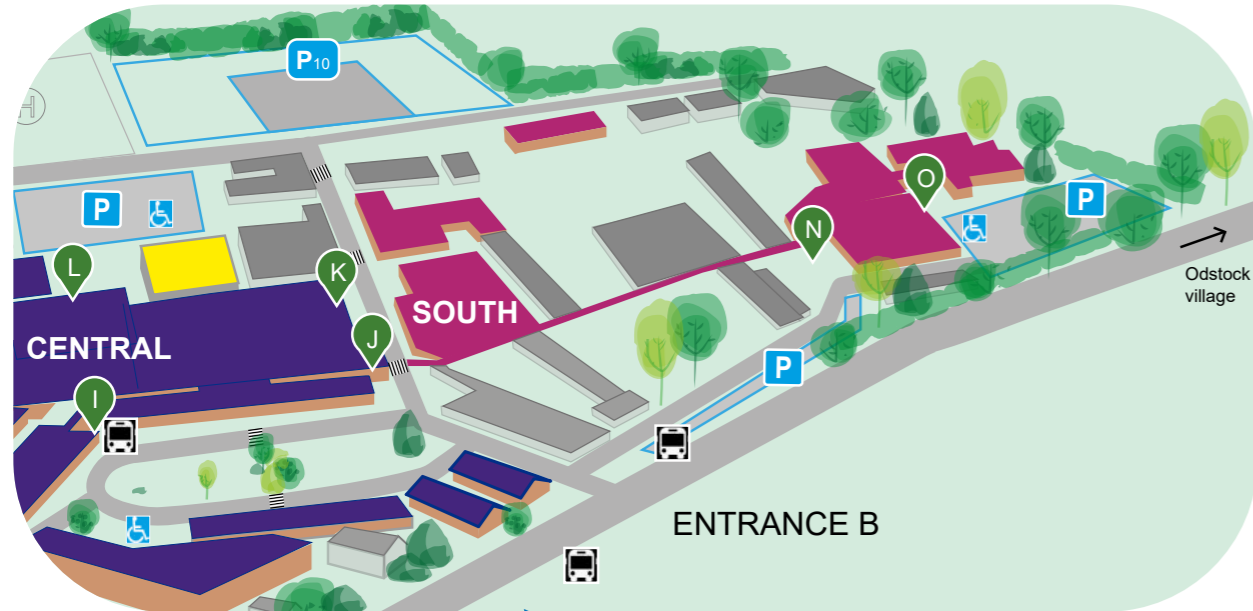 P10
H
P
L
K
N
O
P
Odstock
village
SOUTH
CENTRAL
J
I
P
ENTRANCE B